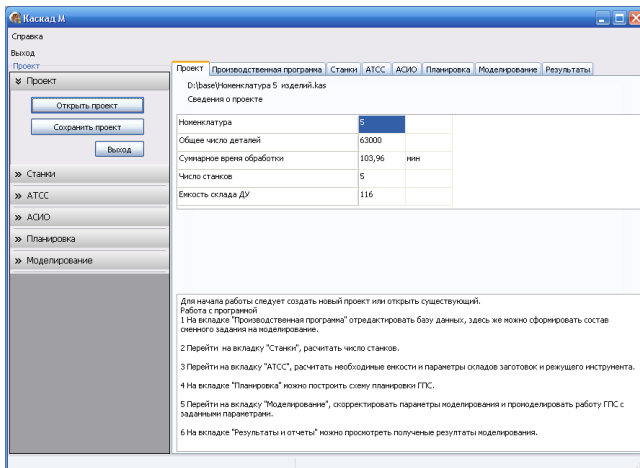 Каскад М
Справка
Выход
Проект
Проект
Открыть проект
Сохранить проект
Выход
Станки
АТСС
АСИО
Планировка
Моделирование
Проект Производственная программа Станки АТСС АСИО Планировка Моделирование Результаты
D:\base\Номенклатура 5 изделий.kas
Сведения о проекте
Номенклатура 5
Общее число деталей 63000
Суммарное время обработки 103,96 мин
Число станков 5
Емкость склада ДУ 116
Для начала работы следует создать новый проект или открыть существующий.
Работа с программой
1 На вкладке "Производственная программа" отредактировать базу данных, здесь же можно сформировать состав
сменного задания на моделирование.
2 Перейти на вкладку "Станки", расчитать число станков.
3 Перейти на вкладку "АТСС", расчитать необходимые емкости и параметры складов заготовок и режущего инструмента.
4 На вкладке "Планировка" можно построить схему планировки ГПС.
5 Перейти на вкладку "Моделирование", скорректировать параметры моделирования и промоделировать работу ГПС с
заданными параметрами.
6 На вкладке "Результаты и отчеты" можно просмотреть полученые резултаты моделирования.